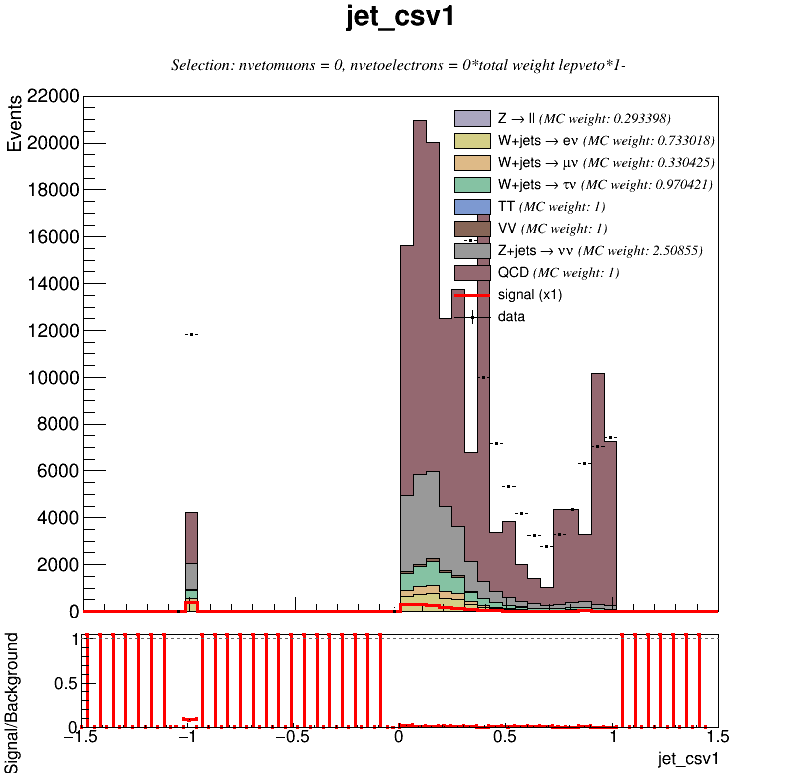 jet_csv1
Selection: nvetomuons = 0, nvetoelectrons = 0*total weight lepveto*1-
Events
22000
20000
18000
16000
14000
12000
10000
8000
6000
4000
2000
0
Z → ll (MC weight: 0.293398)
W+jets → eν (MC weight: 0.733018)
W+jets → μν (MC weight: 0.330425)
W+jets → τν (MC weight: 0.970421)
TT (MC weight: 1)
VV (MC weight: 1)
Z+jets → νν (MC weight: 2.50855)
QCD (MC weight: 1)
signal (x1)
data
Signal/Background
1
0.5
0
−1.5 −1 −0.5 0 0.5 1 1.5
jet_csv1